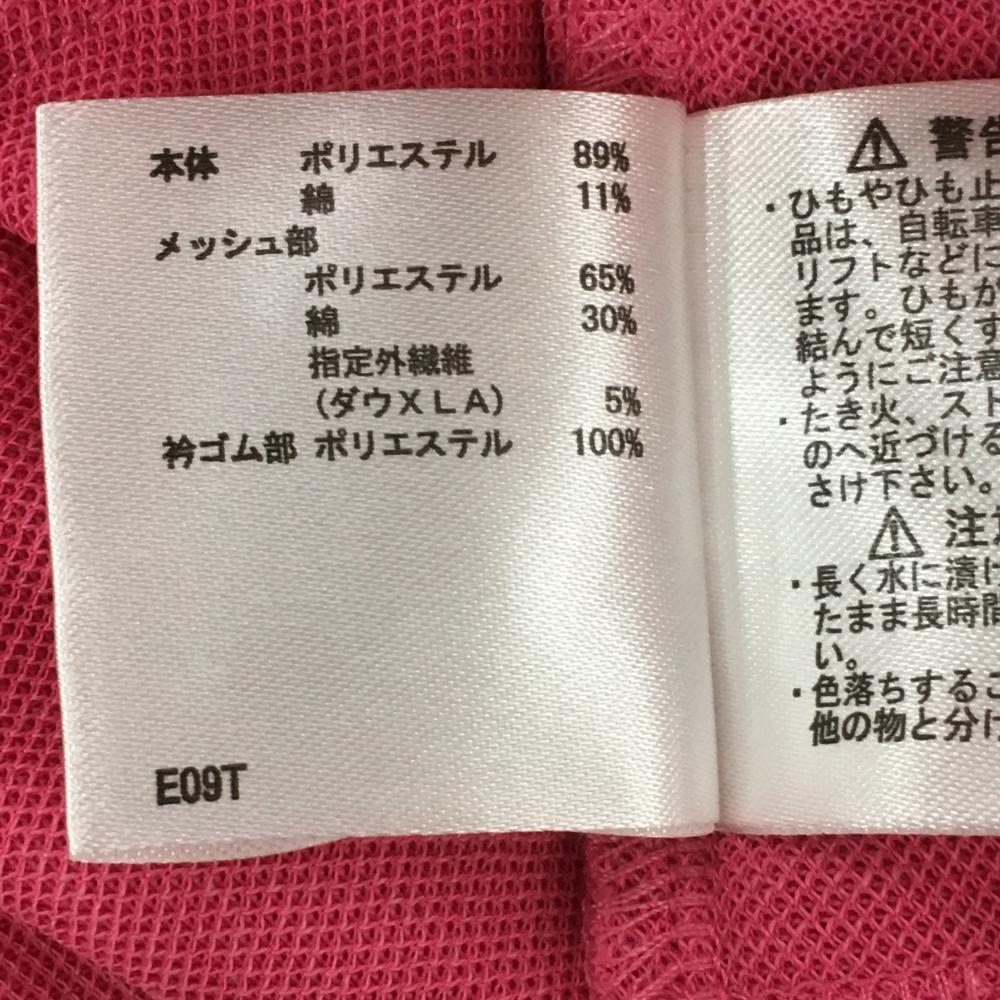 本体 ポリエステル 89%
綿 11%
メッシュ部
ポリエステル 65%
綿 30%
指定外繊維
(ダウXLA) 5%
衿ゴム部 ポリエステル 100%
E09T
警告
・ひもやひも止
品は、自転車
リフトなどに
ます。ひもが
結んで短くす
ようにご注意
・たき火、スト
のへ近づける
さけ下さい。
注
・長く水に漬け
たまま長時間
い。
・色落ちするこ
他の物と分け